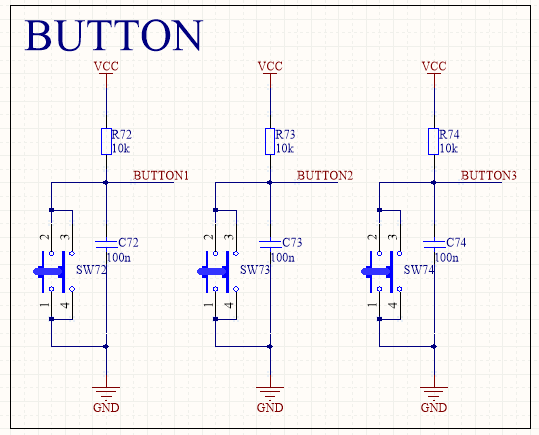 BUTTON
VCC VCC VCC
R72 R73 R74
10k 10k 10k
BUTTON1 BUTTON2 BUTTON3
2 3 2 3 2 3
C72 C73 C74
100n 100n 100n
SW72 SW73 SW74
1 4 1 4 1 4
GND GND GND